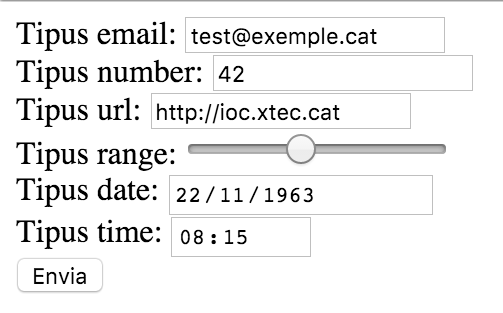 Tipus email: test@exemple.cat
Tipus number: 42
Tipus url: http://ioc.xtec.cat
Tipus range:
Tipus date: 22/11/1963
Tipus time: 08:15
Envia